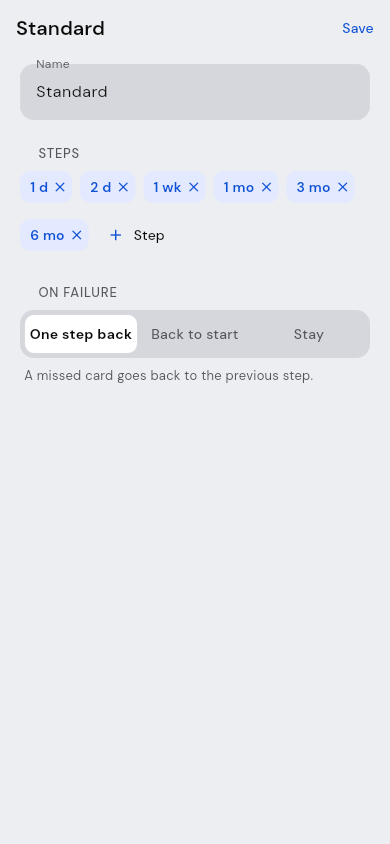 Standard
Save
Name
Standard
STEPS
1 d
2 d
1 wk
1 mo
3 mo
6 mo
Step
ON FAILURE
One step back
Back to start
Stay
A missed card goes back to the previous step.